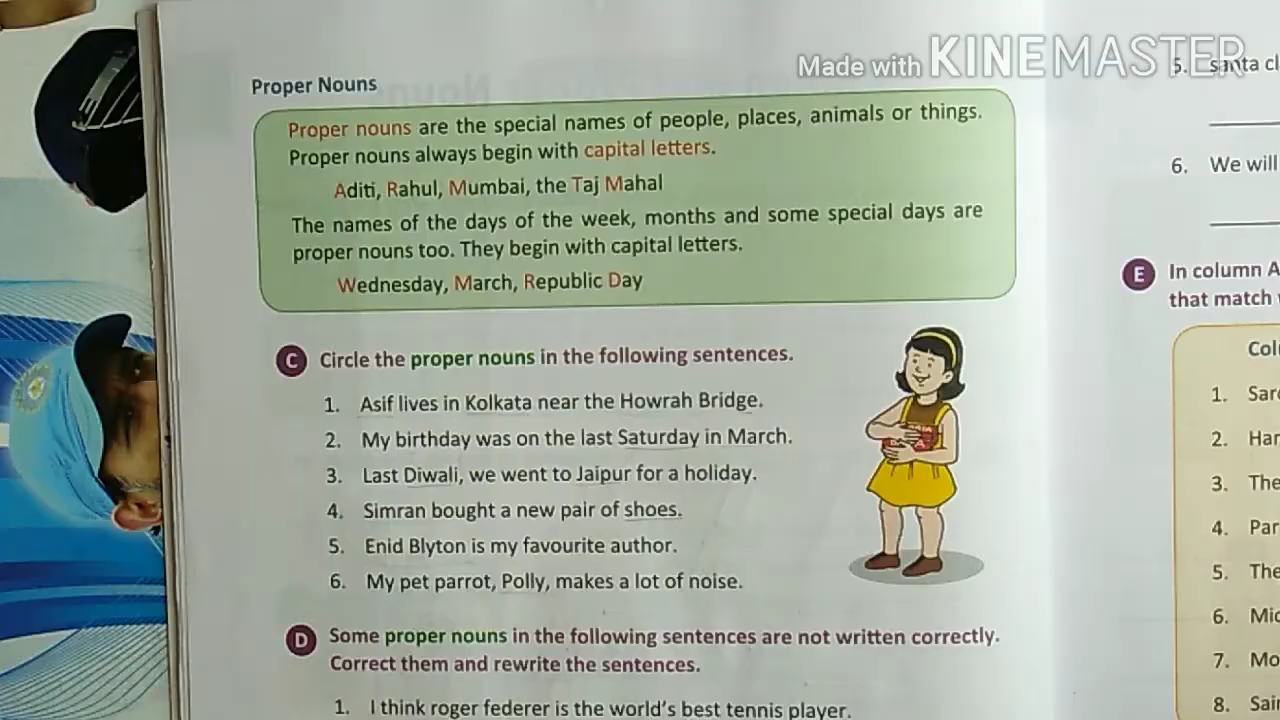 Made with KINEMASTER
Proper Nouns
Proper nouns are the special names of people, places, animals or things.
Proper nouns always begin with capital letters.
Aditi, Rahul, Mumbai, the Taj Mahal
The names of the days of the week, months and some special days are
proper nouns too. They begin with capital letters.
Wednesday, March, Republic Day
C Circle the proper nouns in the following sentences.
1. Asif lives in Kolkata near the Howrah Bridge.
2. My birthday was on the last Saturday in March.
3. Last Diwali, we went to Jaipur for a holiday.
4. Simran bought a new pair of shoes.
5. Enid Blyton is my favourite author.
6. My pet parrot, Polly, makes a lot of noise.
D Some proper nouns in the following sentences are not written correctly.
Correct them and rewrite the sentences.
1. I think roger federer is the world's best tennis player.
5. santa
6. We will
E In column A
that match
1.
2.
3. The
4.
5. The
6.
7.
8.